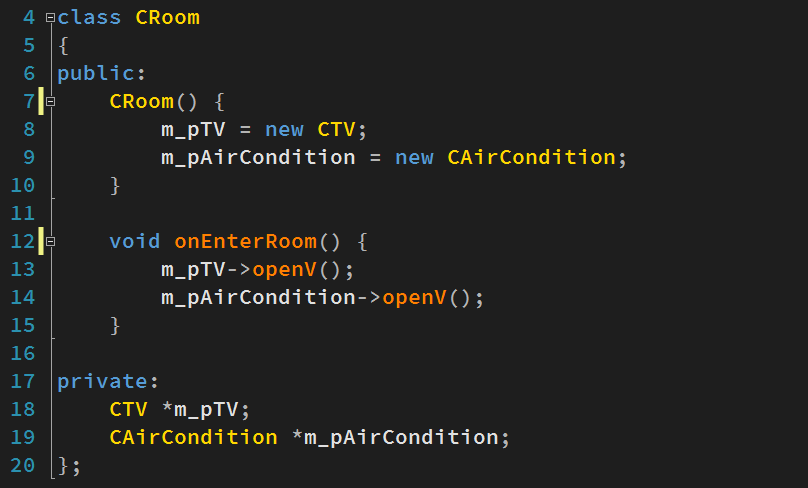 4 class CRoom
5 {
6 public:
7     CRoom() {
8         m_pTV = new CTV;
9         m_pAirCondition = new CAirCondition;
10     }
11
12     void onEnterRoom() {
13         m_pTV->openV();
14         m_pAirCondition->openV();
15     }
16
17 private:
18     CTV *m_pTV;
19     CAirCondition *m_pAirCondition;
20 };